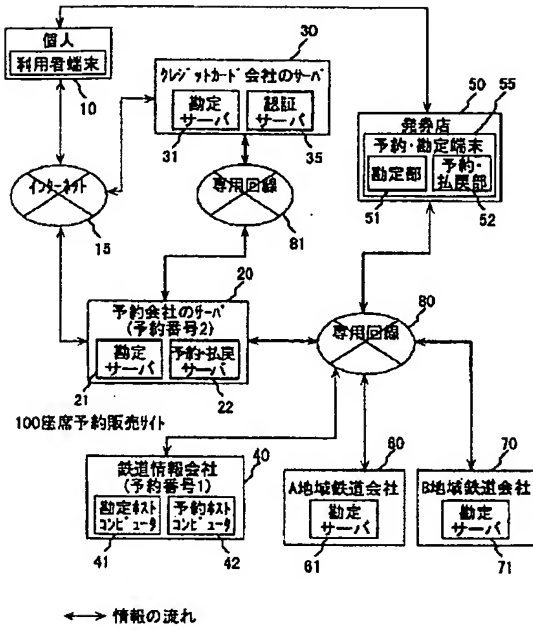 個人
利用者端末
10
30
クレジットカード会社のサーバ
勘定
サーバ
認証
サーバ
31
35
50
55
発券店
予約・勘定端末
勘定部
予約・
払戻部
51
52
インターネット
15
専用回線
81
20
予約会社のサーバ
(予約番号2)
勘定
サーバ
予約・払戻
サーバ
21
22
専用回線
80
100座席予約販売サイト
鉄道情報会社
(予約番号1)
40
勘定ホスト
コンピュータ
予約ホスト
コンピュータ
41
42
60
A地域鉄道会社
勘定
サーバ
61
70
B地域鉄道会社
勘定
サーバ
71
情報の流れ